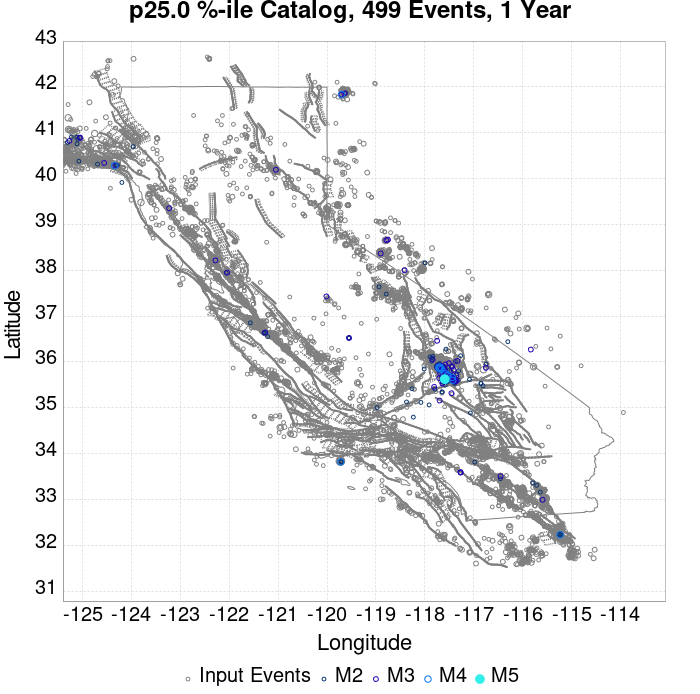 p25.0 %-ile Catalog, 499 Events, 1 Year
43
42
41
40
39
38
37
36
35
34
33
32
31
Latitude
-125 -124 -123 -122 -121 -120 -119 -118 -117 -116 -115 -114
Longitude
Input Events M2 M3 M4 M5